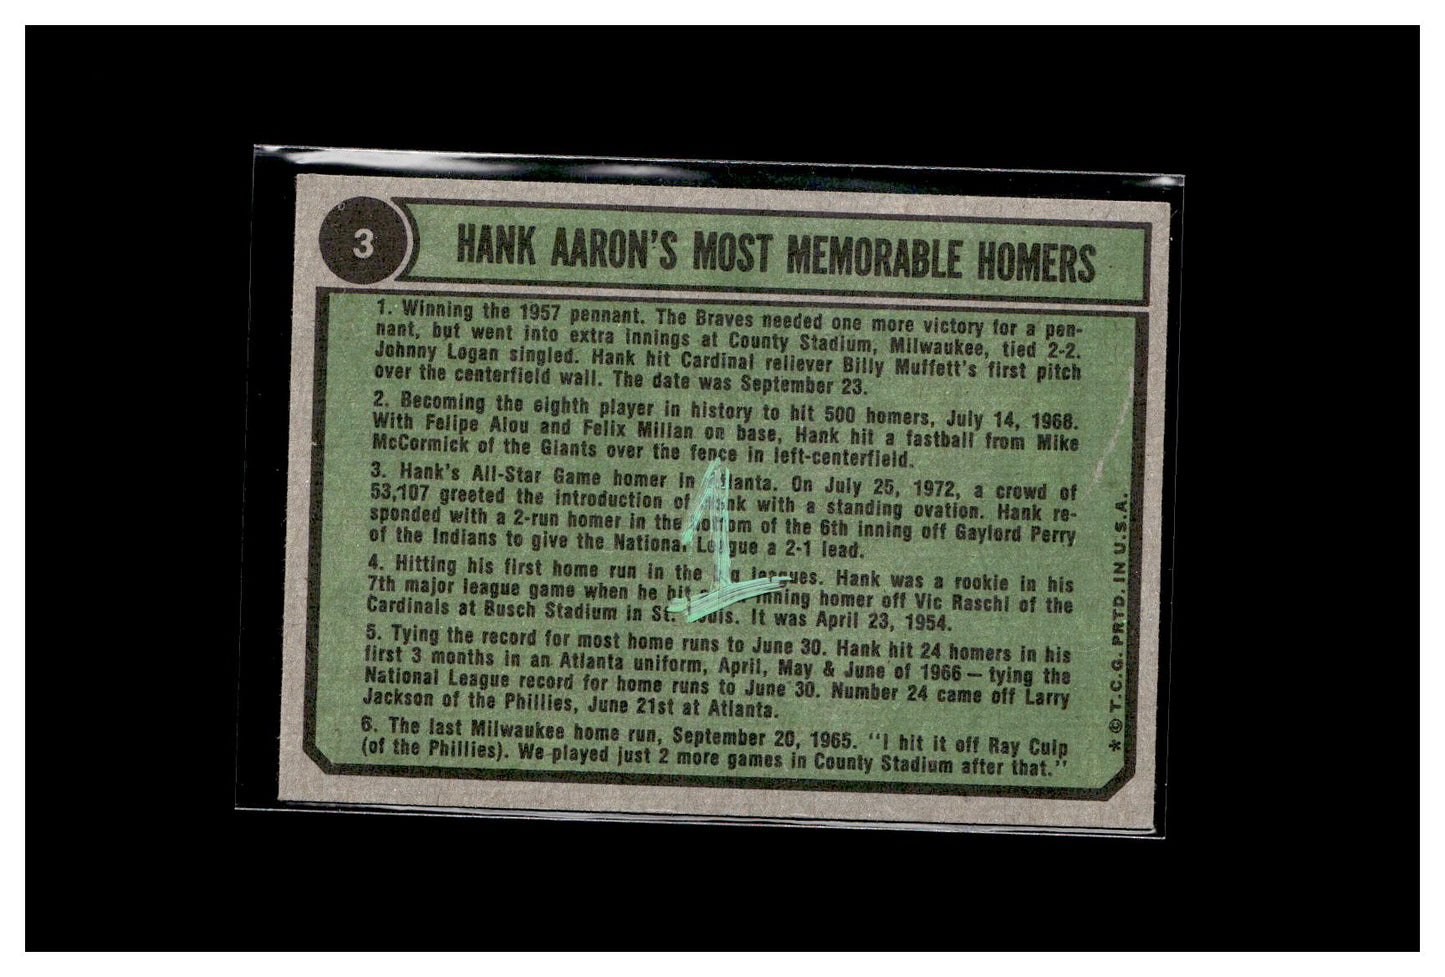 3
HANK AARON'S MOST MEMORABLE HOMERS
1. Winning the 1957 pennant. The Braves needed one more victory for a pen-
nant, but went into extra innings at County Stadium, Milwaukee, tied 2-2.
Johnny Logan singled. Hank hit Cardinal reliever Billy Muffett's first pitch
over the centerfield wall. The date was September 23.
2. Becoming the eighth player in history to hit 500 homers, July 14, 1968.
With Felipe Alou and Felix Millan on base, Hank hit a fastball from Mike
McCormick of the Giants over the fence in left-centerfield.
3. Hank's All-Star Game homer in Atlanta. On July 25, 1972, a crowd of
53,107 greeted the introduction of Hank with a standing ovation. Hank re-
sponded with a 2-run homer in the bottom of the 6th inning off Gaylord Perry
of the Indians to give the National League a 2-1 lead.
4. Hitting his first home run in the big leagues. Hank was a rookie in his
7th major league game when he hit inning homer off Vic Raschi of the
Cardinals at Busch Stadium in St. Louis. It was April 23, 1954.
5. Tying the record for most home runs to June 30. Hank hit 24 homers in his
first 3 months in an Atlanta uniform, April, May & June of 1966—tying the
National League record for home runs to June 30. Number 24 came off Larry
Jackson of the Phillies, June 21st at Atlanta.
6. The last Milwaukee home run, September 20, 1965. "I hit it off Ray Culp
(of the Phillies). We played just 2 more games in County Stadium after that."
*© T.C.G. PRTD. IN U.S.A.
1